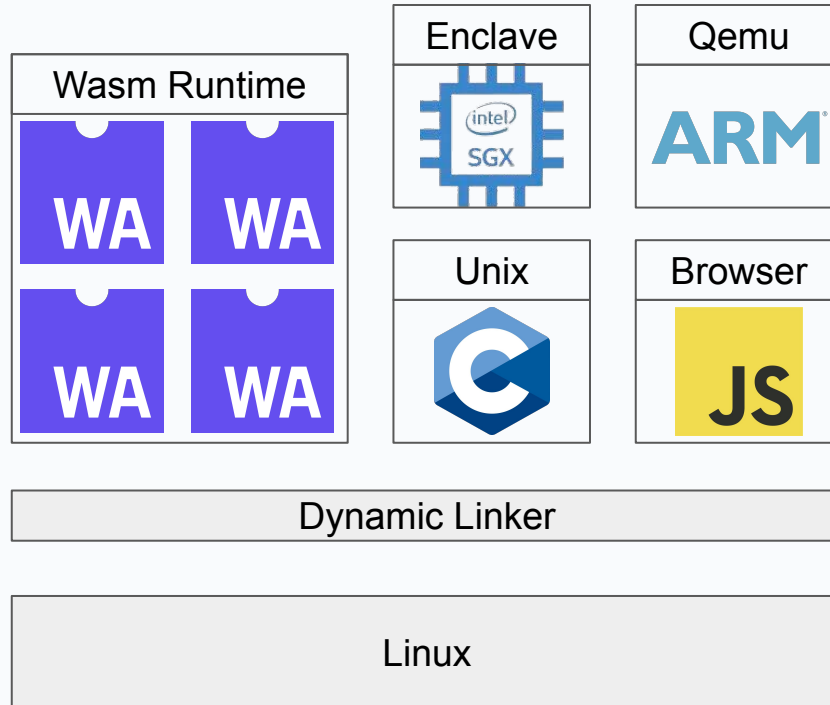 Enclave
Qemu
Wasm Runtime
intel
SGX
ARM®
WA
WA
Unix
Browser
WA
WA
C
JS
Dynamic Linker
Linux